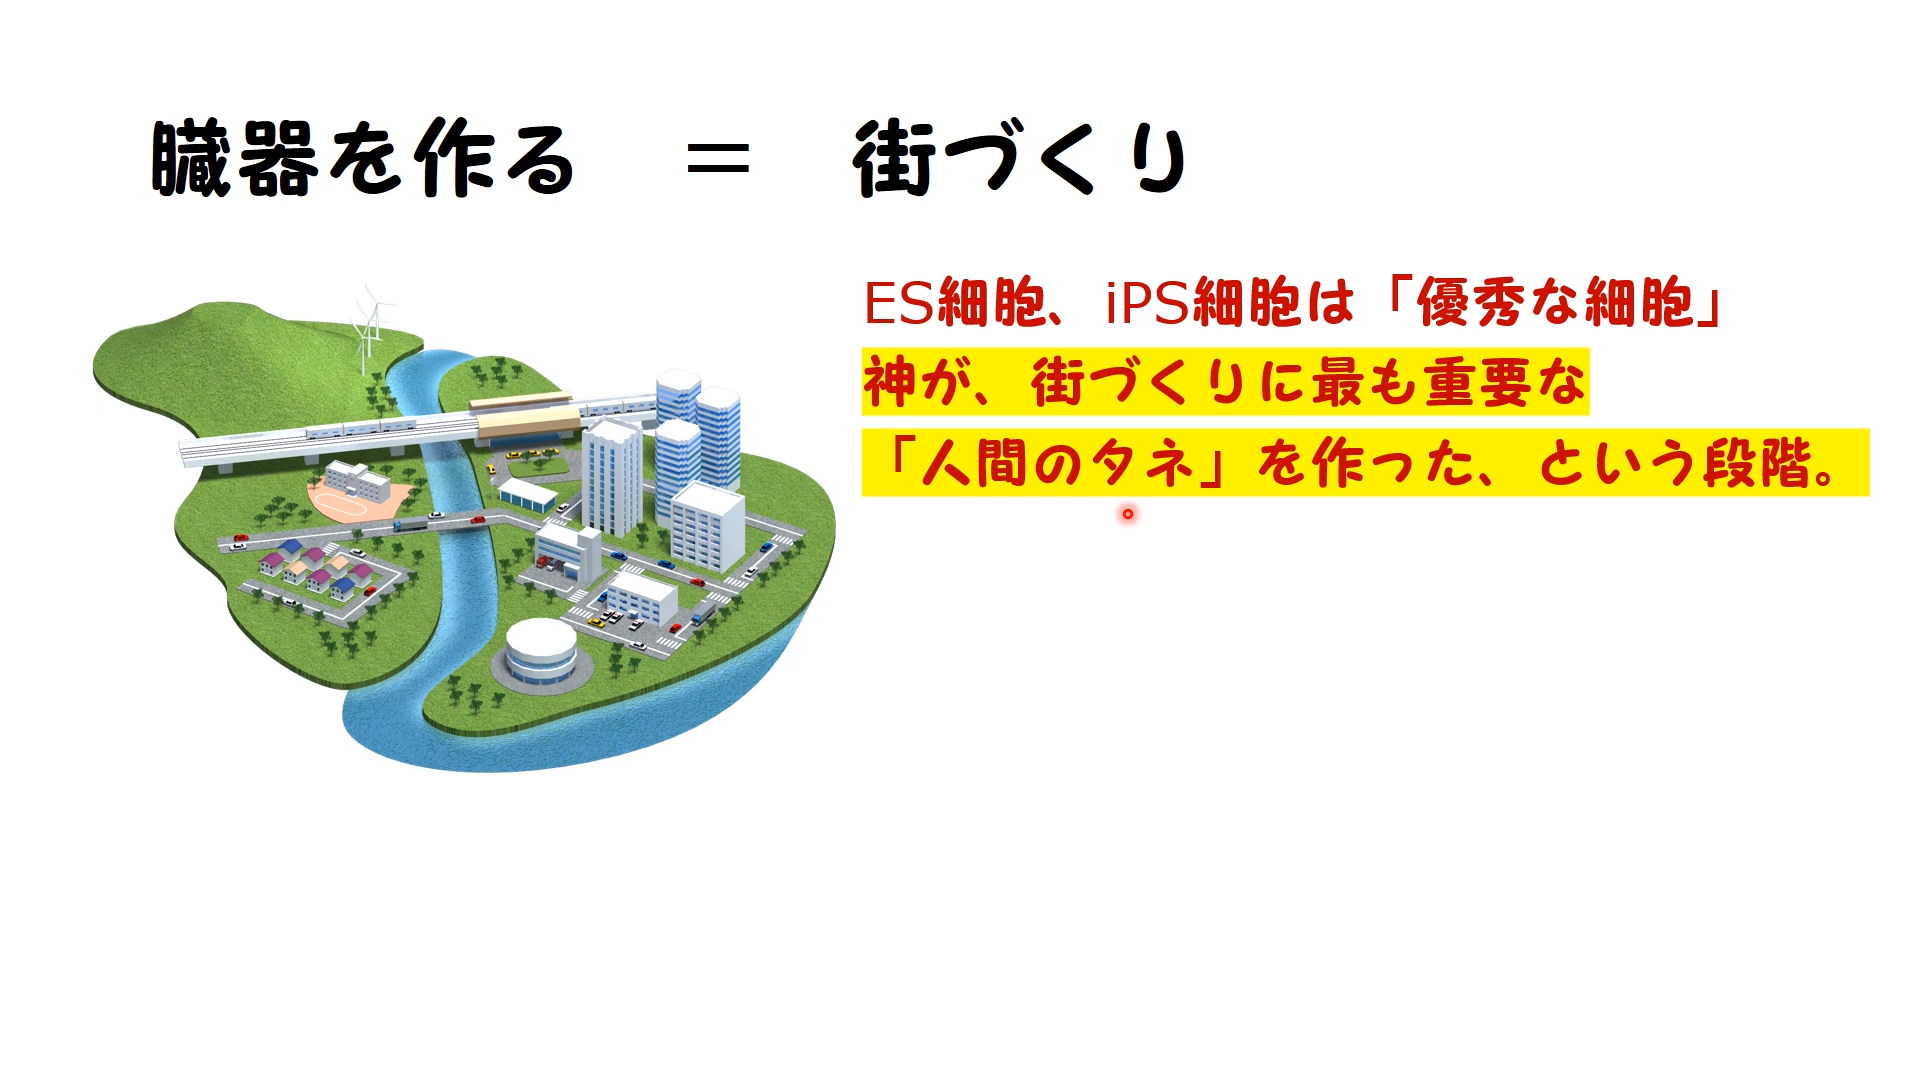 臓器を作る　＝　街づくり
ES細胞、iPS細胞は「優秀な細胞」
神が、街づくりに最も重要な
「人間のタネ」を作った、という段階。